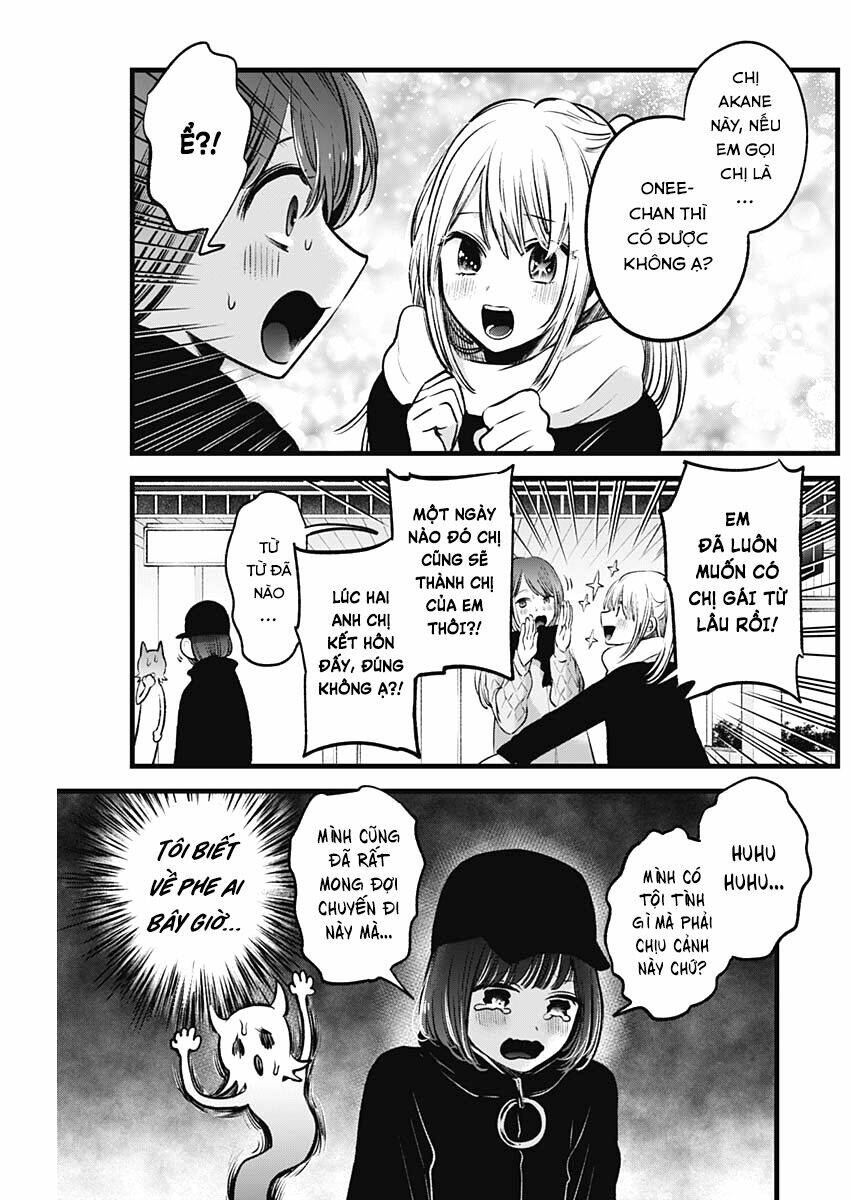 CHỊ
AKANE
NÀY, NẾU
EM GỌI
CHỊ LÀ
...
ONEE-
CHAN THÌ
CÓ ĐƯỢC
KHÔNG Ạ?
Ể?!
EM
ĐÃ LUÔN
MUỐN CÓ
CHỊ GÁI TỪ
LÂU RỒI!
MỘT NGÀY
NÀO ĐÓ CHỊ
CŨNG SẼ
THÀNH CHỊ
CỦA EM
THÔI?!
LÚC HAI
ANH CHỊ
KẾT HÔN
ĐẤY, ĐÚNG
KHÔNG Ạ?!
TỪ
TỪ ĐÃ
NÀO
...
HUHU
HUHU...
MÌNH CÓ
TỘI TÌNH
GÌ MÀ PHẢI
CHỊU CẢNH
NÀY CHỨ?
MÌNH CŨNG
ĐÃ RẤT
MONG ĐỢI
CHUYẾN ĐI
NÀY MÀ...
TÔI BIẾT
VỀ PHE AI
BÂY GIỜ...